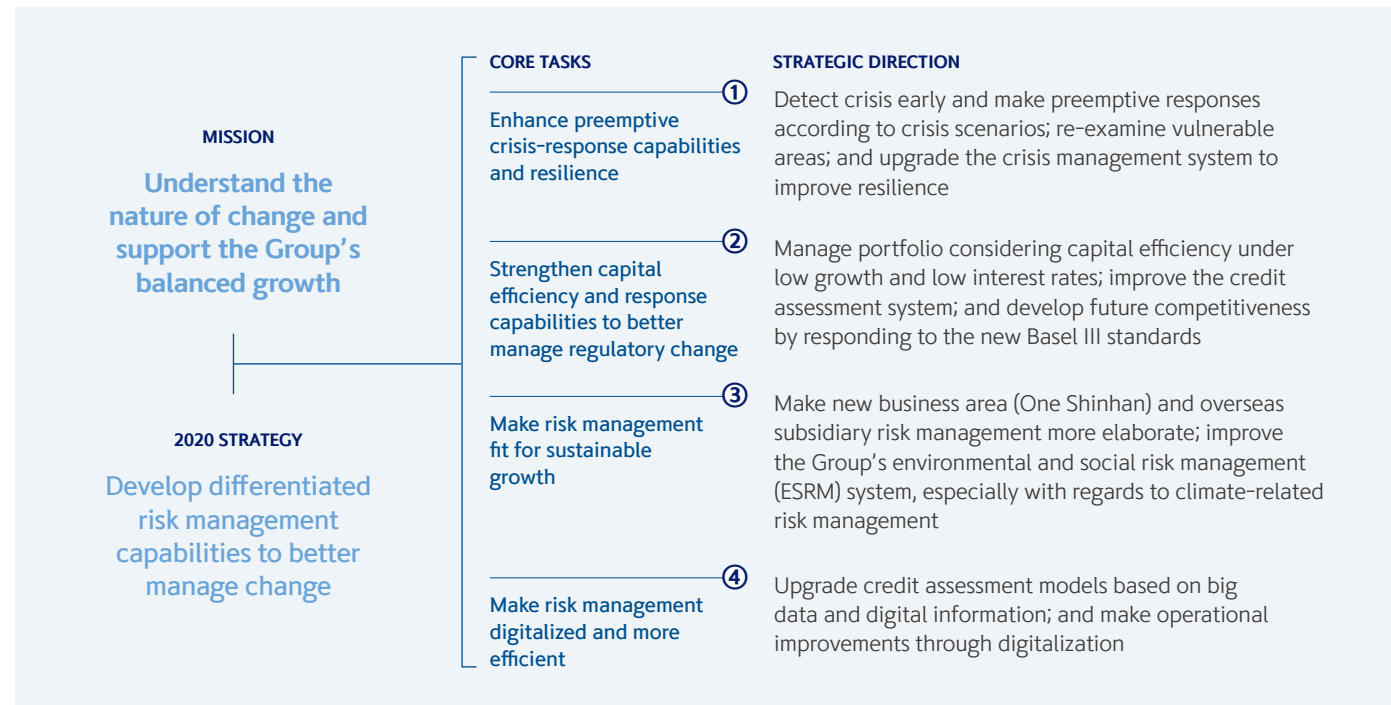 MISSION
Understand the
nature of change and
support the Group's
balanced growth
2020 STRATEGY
Develop differentiated
risk management
capabilities to better
manage change
CORE TASKS
STRATEGIC DIRECTION
①
Enhance preemptive
crisis-response capabilities
and resilience
Detect crisis early and make preemptive responses
according to crisis scenarios; re-examine vulnerable
areas; and upgrade the crisis management system to
improve resilience
②
Strengthen capital
efficiency and response
capabilities to better
manage regulatory change
Manage portfolio considering capital efficiency under
low growth and low interest rates; improve the credit
assessment system; and develop future competitiveness
by responding to the new Basel III standards
③
Make risk management
fit for sustainable
growth
Make new business area (One Shinhan) and overseas
subsidiary risk management more elaborate; improve
the Group's environmental and social risk management
(ESRM) system, especially with regards to climate-related
risk management
④
Make risk management
digitalized and more
efficient
Upgrade credit assessment models based on big
data and digital information; and make operational
improvements through digitalization